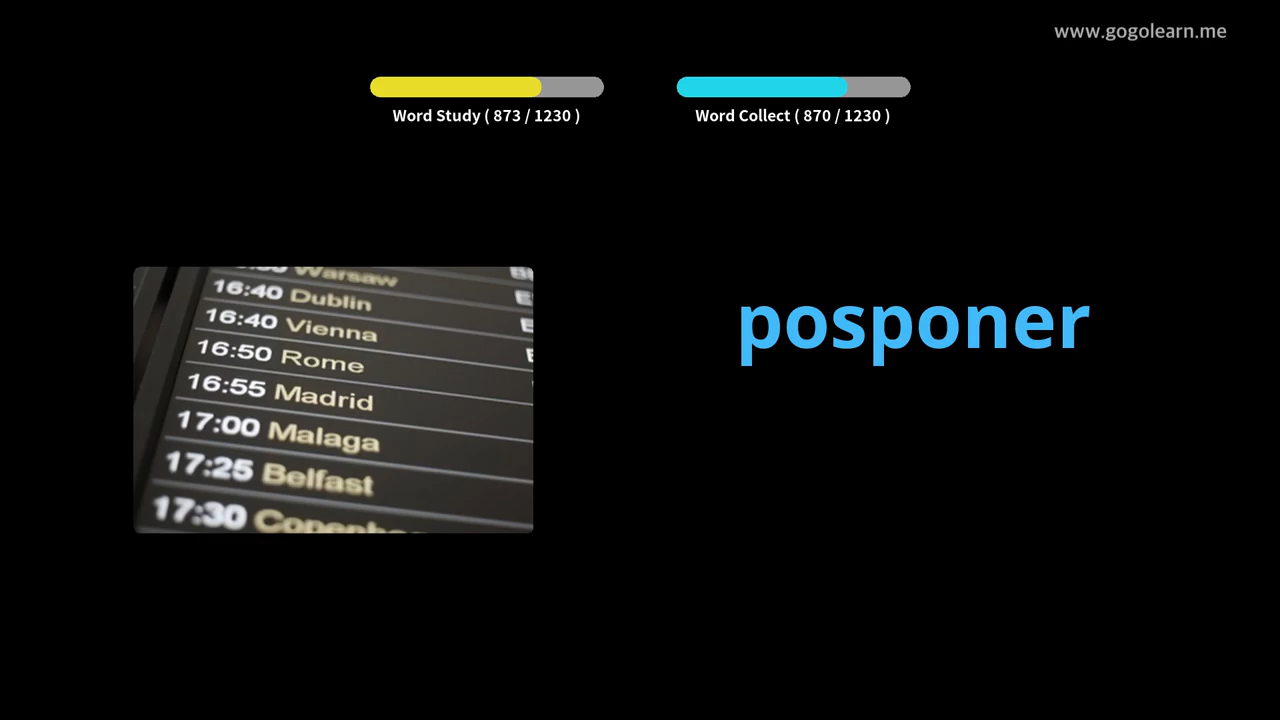 www.gogolearn.me
Word Study ( 873 / 1230 )
Word Collect ( 870 / 1230 )
Warsaw
16:40 Dublin
16:40 Vienna
16:50 Rome
16:55 Madrid
17:00 Malaga
17:25 Belfast
17:30
posponer